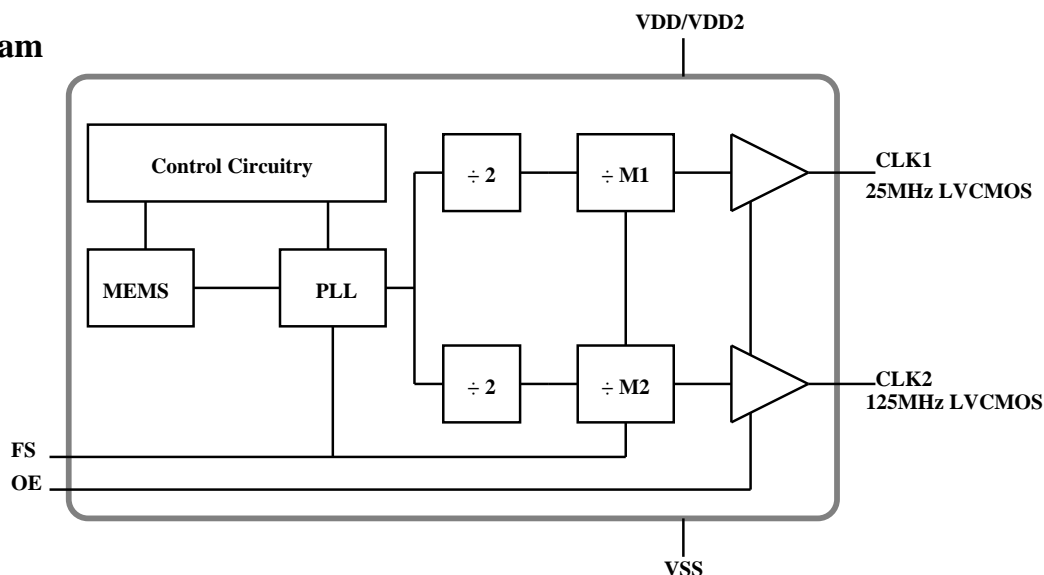 VDD/VDD2
am
Control Circuitry
÷ 2
÷ M1
CLK1
25MHz LVCMOS
MEMS
PLL
÷ 2
÷ M2
CLK2
125MHz LVCMOS
FS
OE
VSS